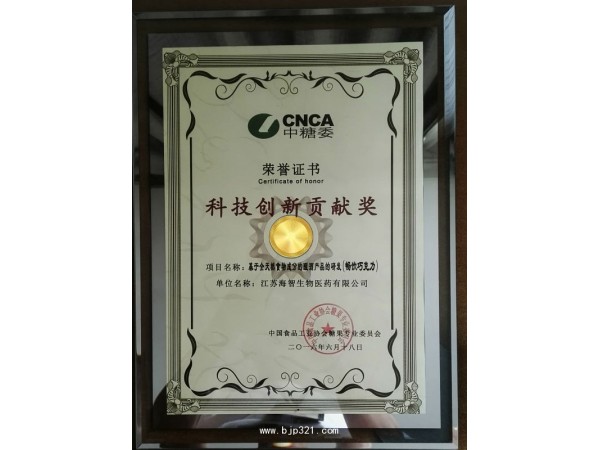 CNCA
中糖委
荣誉证书
Certificate of honor
科技创新贡献奖
项目名称：基于全天然食物成分的醒酒产品的研发(畅饮巧克力)
单位名称：江苏海智生物医药有限公司
中国食品工业协会糖果专业委员会
二〇一六年六月十八日
www.bjp321.com